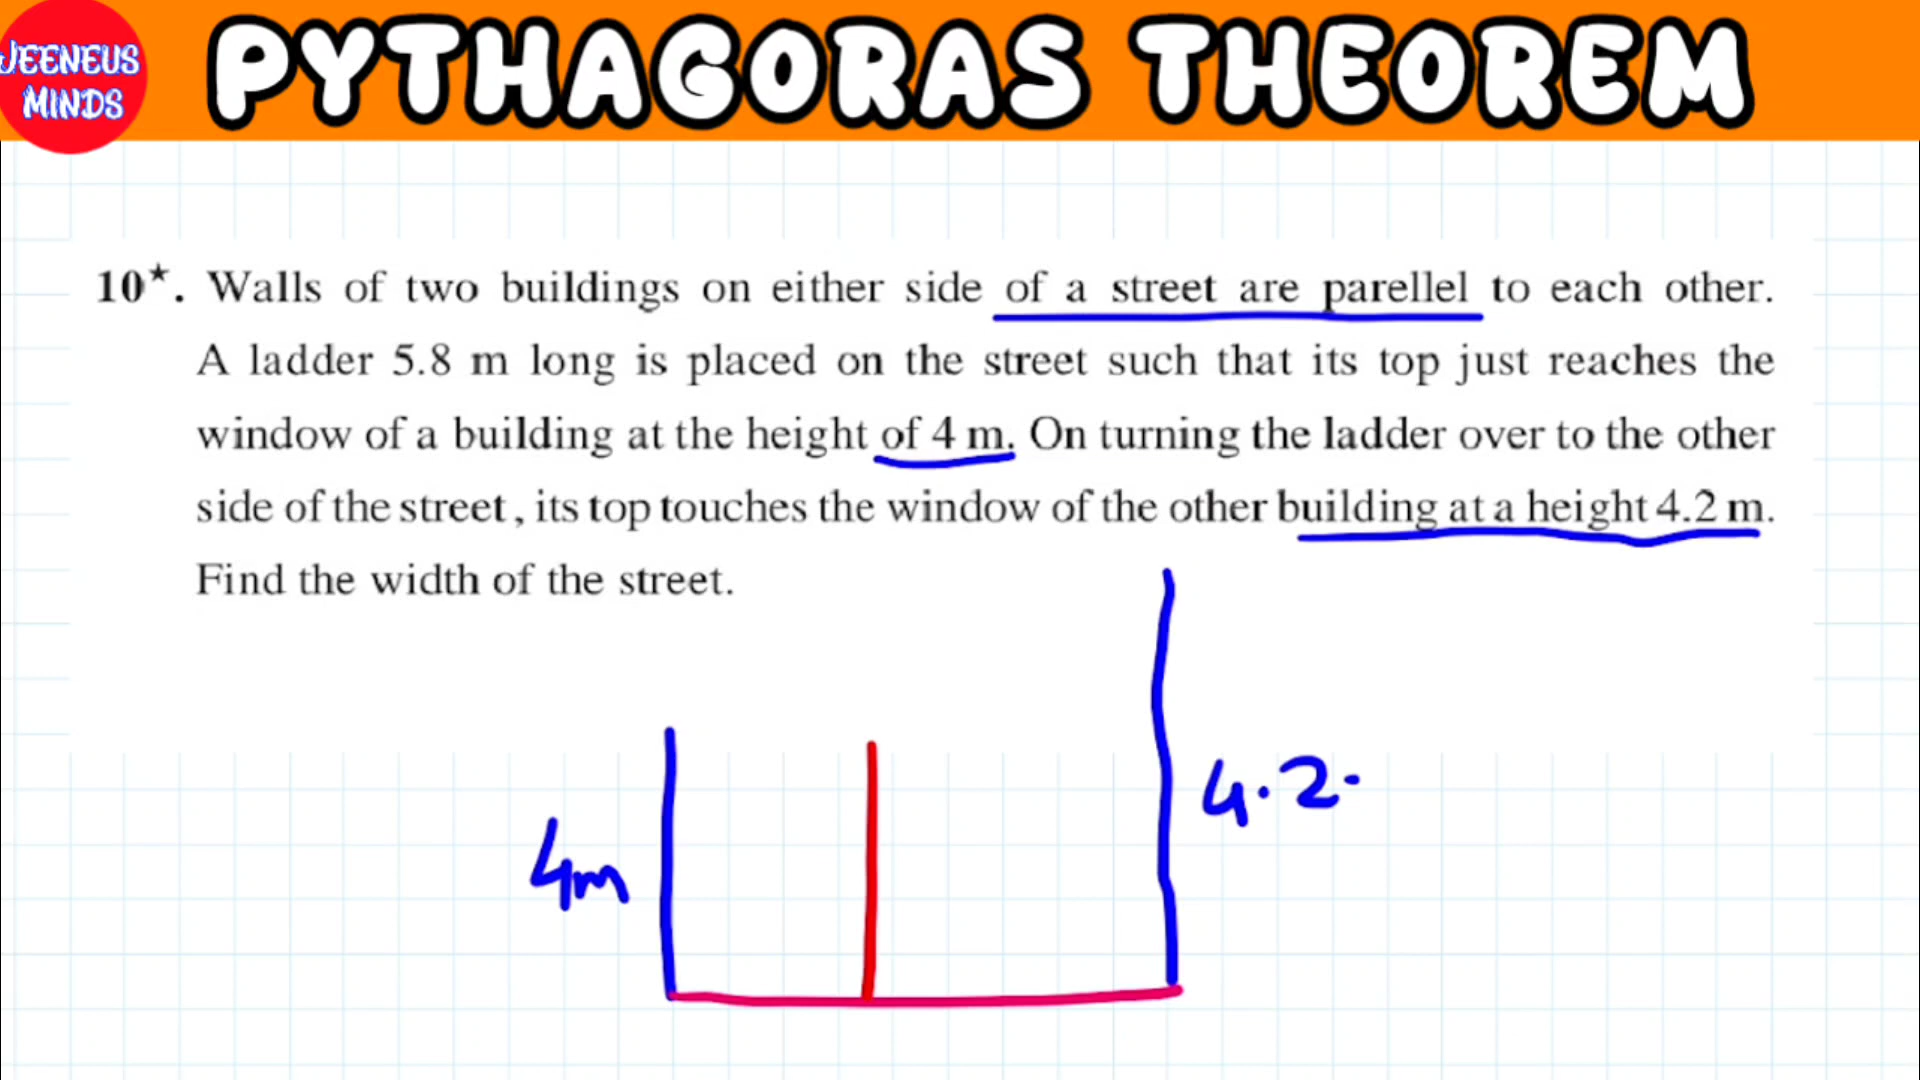 JEENEUS
MINDS
PYTHAGORAS THEOREM
10★. Walls of two buildings on either side of a street are parellel to each other.
A ladder 5.8 m long is placed on the street such that its top just reaches the
window of a building at the height of 4 m. On turning the ladder over to the other
side of the street, its top touches the window of the other building at a height 4.2 m.
Find the width of the street.
4.2.
4m